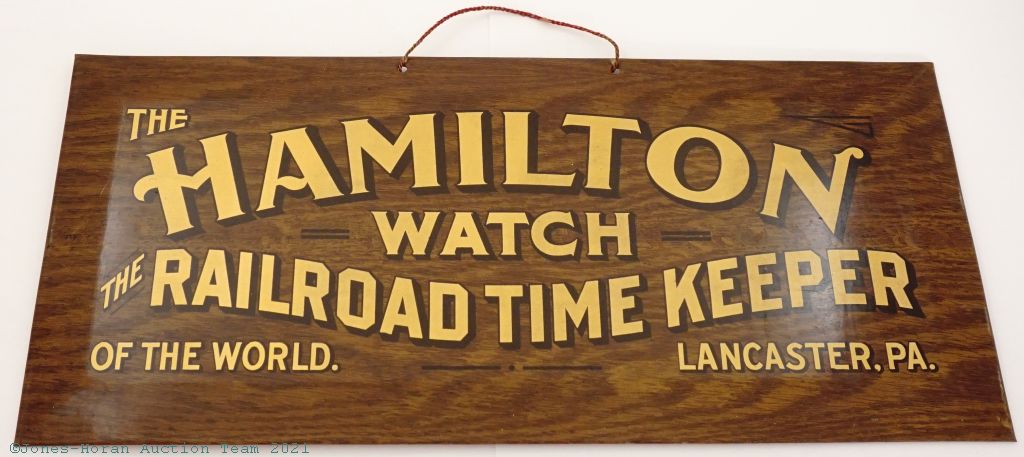 THE
HAMILTON
WATCH
THE RAILROAD TIME KEEPER
OF THE WORLD. LANCASTER, PA.
©Jones-Horan Auction Team 2021